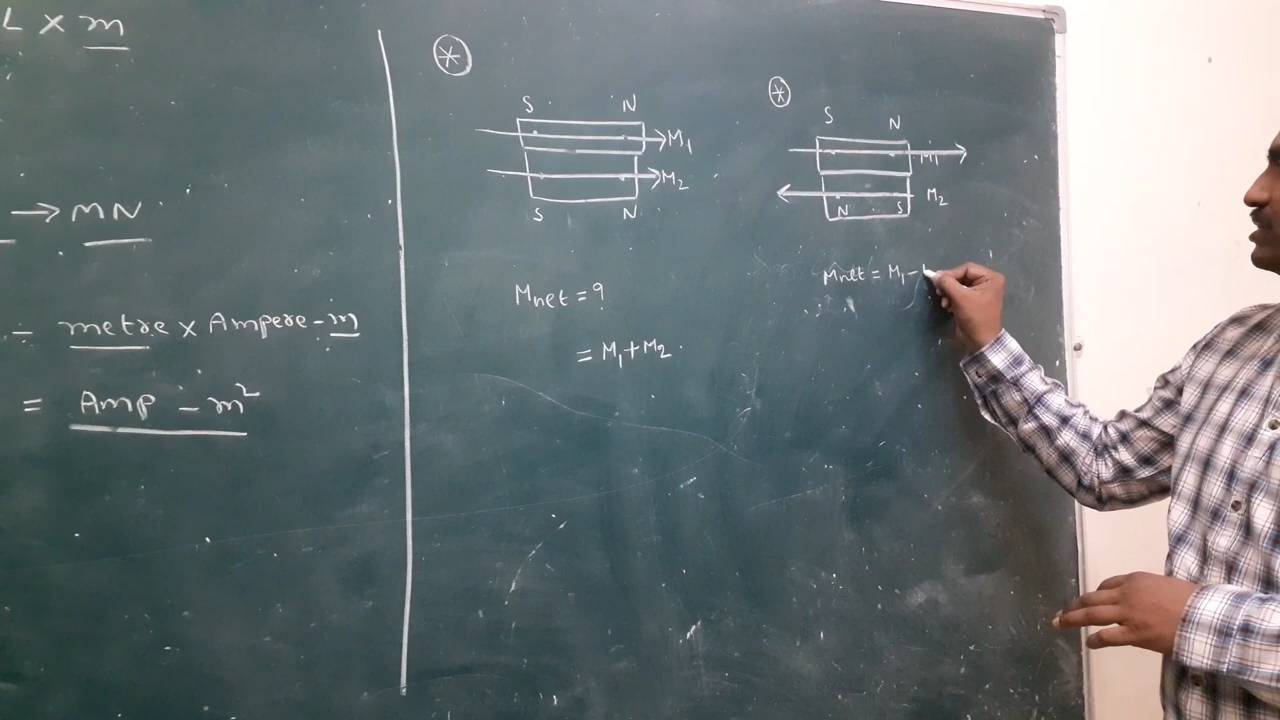 L × m
→ MN
÷ metre × Ampere - m
= Amp - m²
*
S N
M₁
M₂
S N
Mnet = ?
= M₁ + M₂
*
S N
M₁
M₂
N S
Mnet = M₁ -